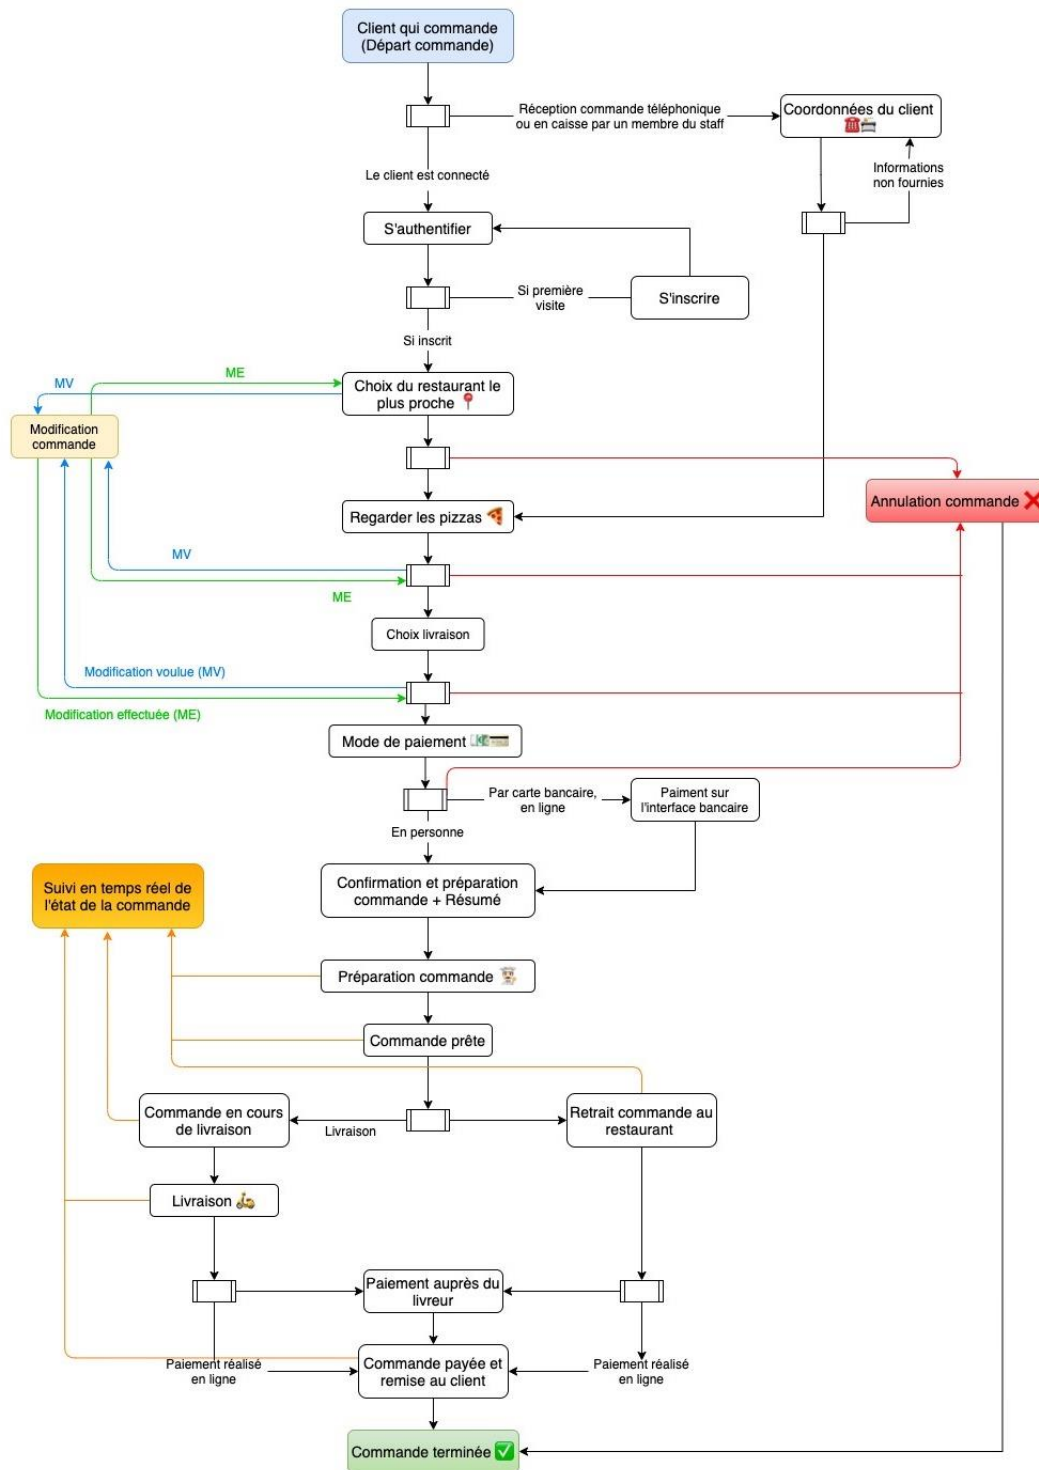 Client qui commande
(Départ commande)
Réception commande téléphonique
ou en caisse par un membre du staff
Coordonnées du client ☎️📠
Informations
non fournies
Le client est connecté
S'authentifier
Si première
visite
S'inscrire
Si inscrit
ME
MV
Choix du restaurant le
plus proche 📍
Modification
commande
Annulation commande ❌
Regarder les pizzas 🍕
MV
ME
Choix livraison
Modification voulue (MV)
Modification effectuée (ME)
Mode de paiement 💶💳
Par carte bancaire,
en ligne
Paiment sur
l'interface bancaire
En personne
Suivi en temps réel de
l'état de la commande
Confirmation et préparation
commande + Résumé
Préparation commande 👨🏻‍🍳
Commande prête
Commande en cours
de livraison
Livraison
Retrait commande au
restaurant
Livraison 🛵
Paiement auprès du
livreur
Paiement réalisé
en ligne
Commande payée et
remise au client
Paiement réalisé
en ligne
Commande terminée ✅